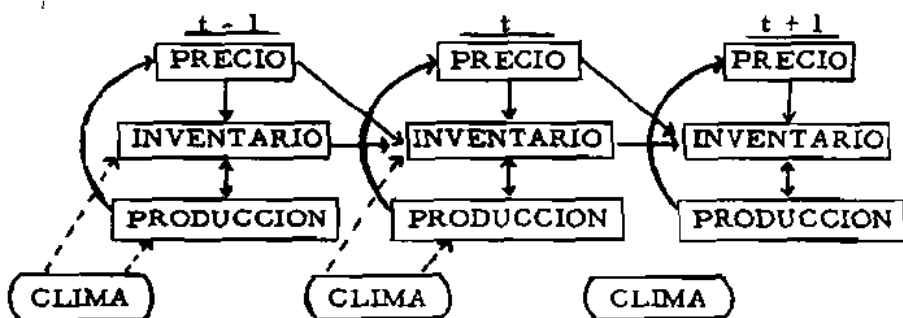 t - 1 t t + 1
PRECIO PRECIO PRECIO
INVENTARIO INVENTARIO INVENTARIO
PRODUCCION PRODUCCION PRODUCCION
CLIMA CLIMA CLIMA